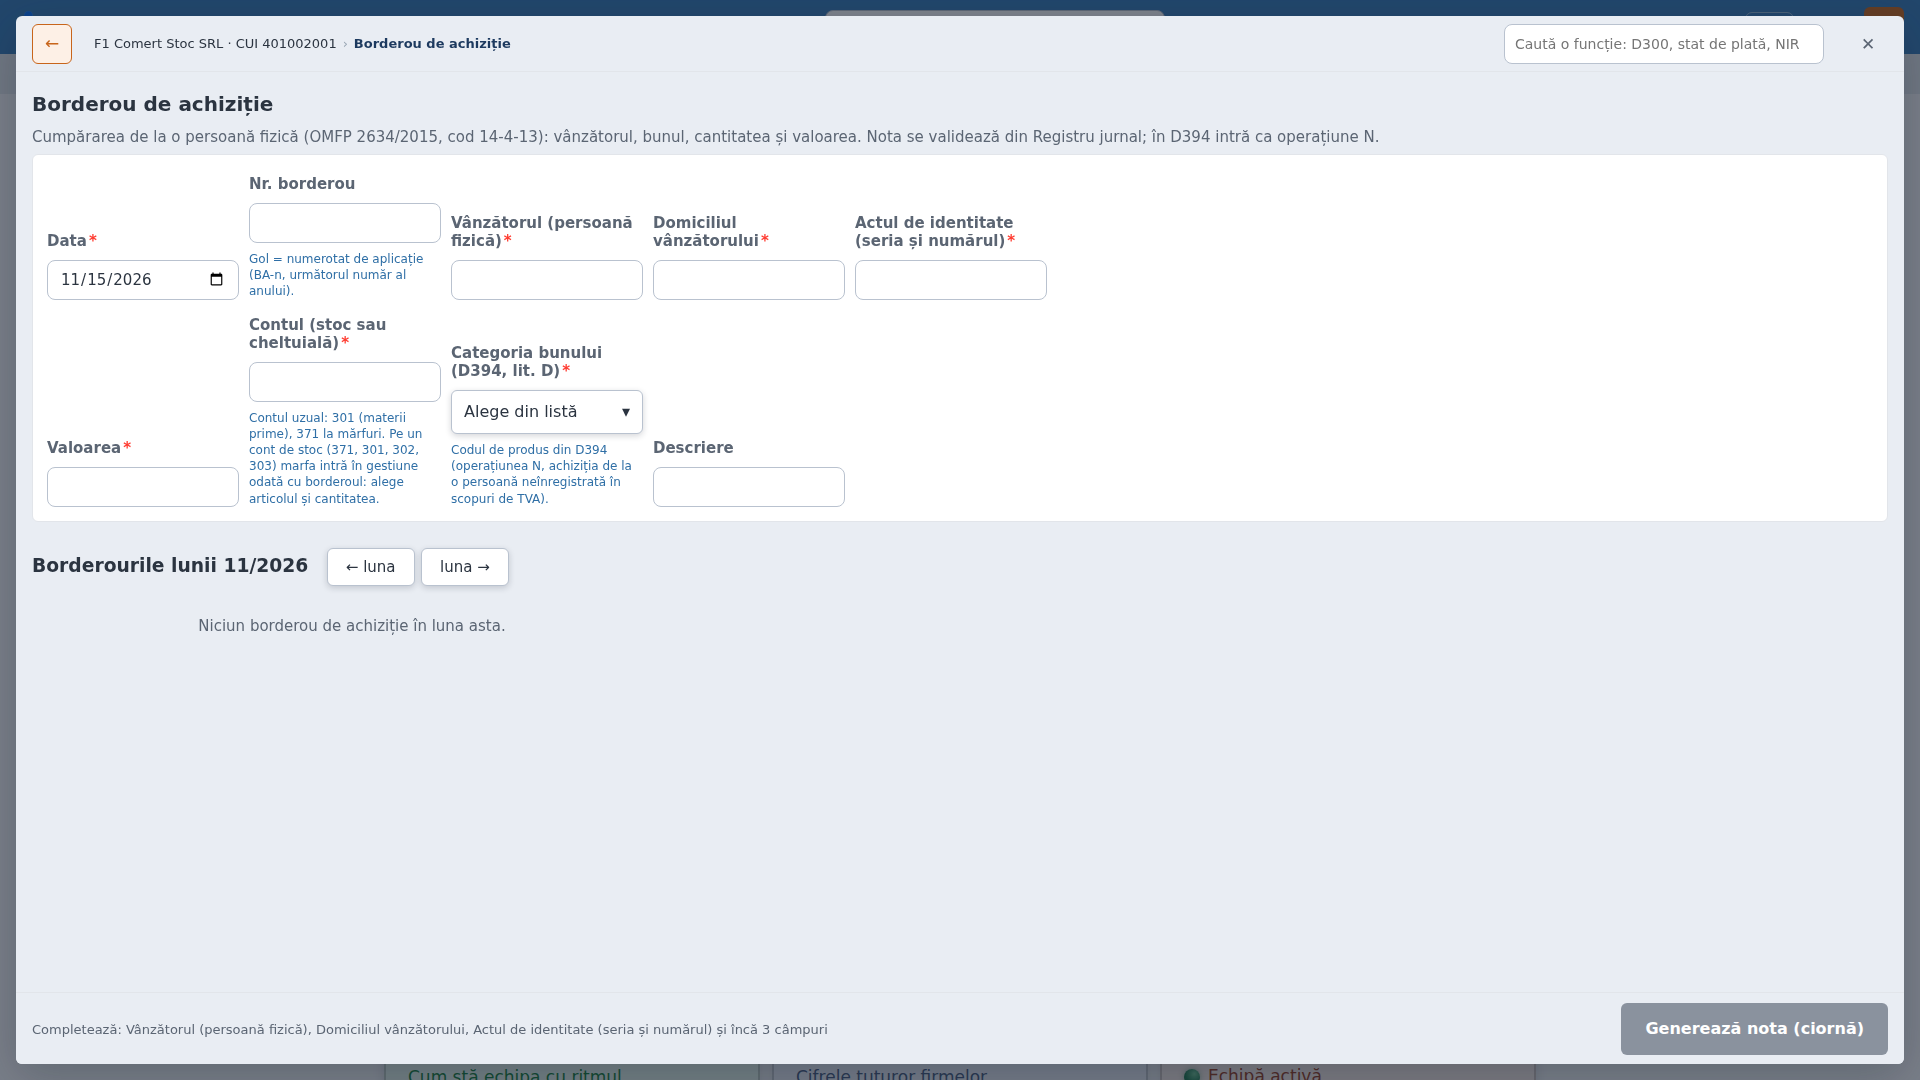 ←
F1 Comert Stoc SRL · CUI 401002001 › Borderou de achiziție
Caută o funcție: D300, stat de plată, NIR
✕
Borderou de achiziție
Cumpărarea de la o persoană fizică (OMFP 2634/2015, cod 14-4-13): vânzătorul, bunul, cantitatea și valoarea. Nota se validează din Registru jurnal; în D394 intră ca operațiune N.
Data*
11/15/2026
Nr. borderou
Gol = numerotat de aplicație
(BA-n, următorul număr al
anului).
Vânzătorul (persoană
fizică)*
Domiciliul
vânzătorului*
Actul de identitate
(seria și numărul)*
Valoarea*
Contul (stoc sau
cheltuială)*
Contul uzual: 301 (materii
prime), 371 la mărfuri. Pe un
cont de stoc (371, 301, 302,
303) marfa intră în gestiune
odată cu borderoul: alege
articolul și cantitatea.
Categoria bunului
(D394, lit. D)*
Alege din listă ▾
Codul de produs din D394
(operațiunea N, achiziția de la
o persoană neînregistrată în
scopuri de TVA).
Descriere
Borderourile lunii 11/2026
← luna
luna →
Niciun borderou de achiziție în luna asta.
Completează: Vânzătorul (persoană fizică), Domiciliul vânzătorului, Actul de identitate (seria și numărul) și încă 3 câmpuri
Generează nota (ciornă)
Cum stă echipa cu ritmul
Cifrele tuturor firmelor
Echipă activă